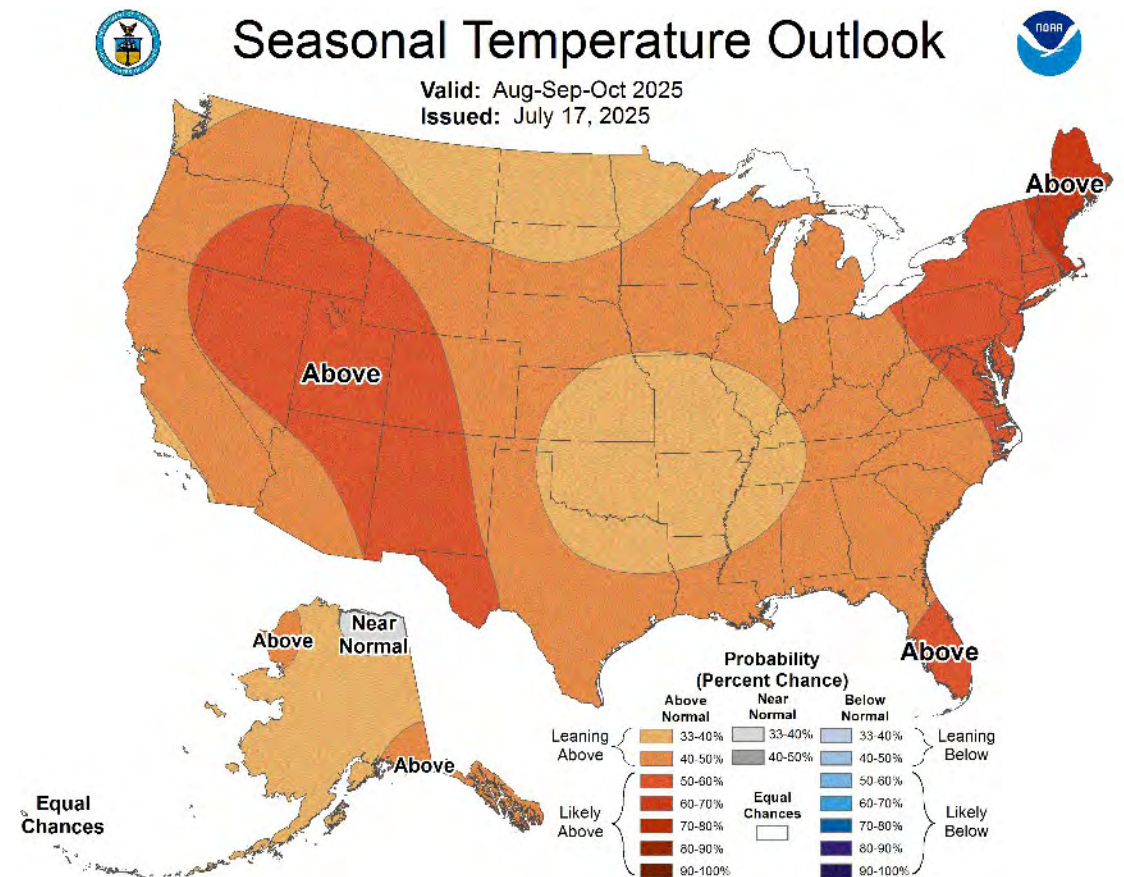 Seasonal Temperature Outlook
NOAA
Valid: Aug-Sep-Oct 2025
Issued: July 17, 2025
Above
Above
Above
Above
Near
Normal
Above
Equal
Chances
Probability
(Percent Chance)
Above
Normal
Near
Normal
Below
Normal
Leaning
Above
33-40%
40-50%
33-40%
40-50%
33-40%
40-50%
Leaning
Below
Likely
Above
50-60%
60-70%
70-80%
80-90%
90-100%
Equal
Chances
50-60%
60-70%
70-80%
80-90%
90-100%
Likely
Below